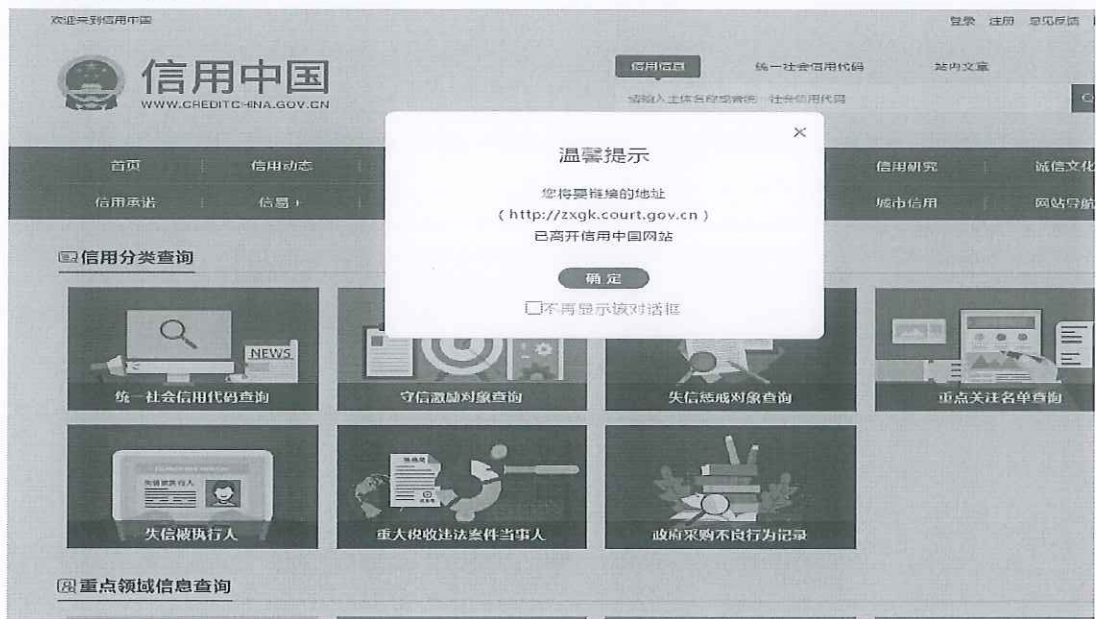 欢迎来到信用中国
登录 注册 意见反馈
信用中国
WWW.CREDITCHINA.GOV.CN
信用信息 统一社会信用代码 站内文章
请输入主体名称或者统一社会信用代码
×
温馨提示
您将要链接的地址
( http://zxgk.court.gov.cn )
已离开信用中国网站
确定
不再显示该对话框
首页 信用动态 信用研究 诚信文化
信用承诺 信易+ 城市信用 网站导航
信用分类查询
NEWS
统一社会信用代码查询 守信激励对象查询 失信惩戒对象查询 重点关注名单查询
失信被执行人
失信被执行人 重大税收违法案件当事人 政府采购不良行为记录
重点领域信息查询